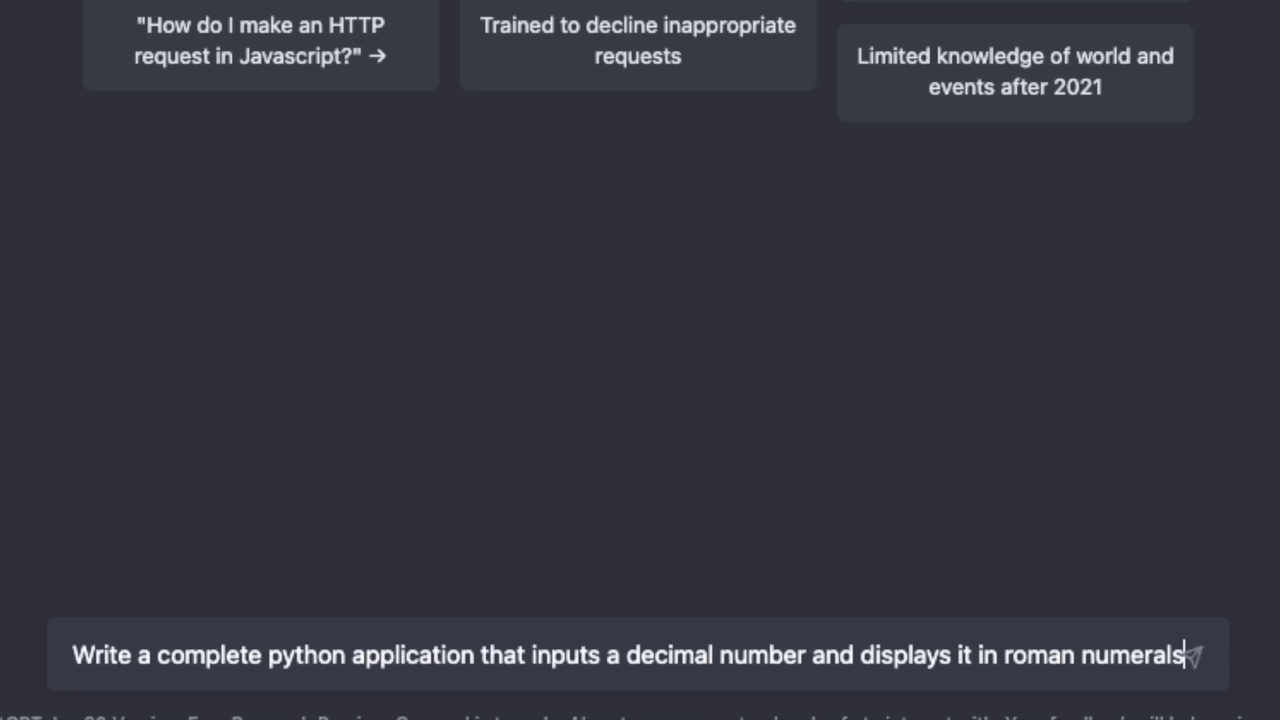 "How do I make an HTTP
request in Javascript?" →
Trained to decline inappropriate
requests
Limited knowledge of world and
events after 2021
Write a complete python application that inputs a decimal number and displays it in roman numerals